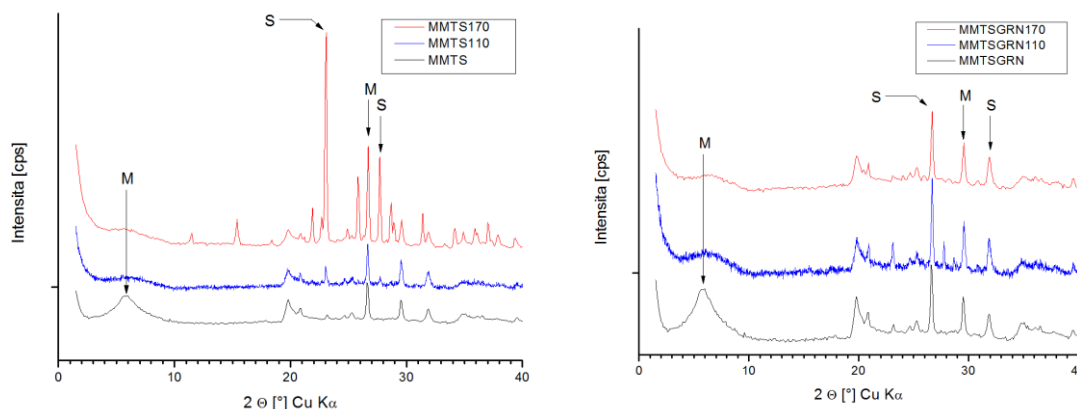 S
MMTS170
MMTS110
MMTS
M
S
M
Intensita [cps]
0
10
20
30
40
2 Θ [°] Cu Kα
MMTSGRN170
MMTSGRN110
MMTSGRN
S
M
S
M
Intensita [cps]
0
10
20
30
40
2 Θ [°] Cu Kα